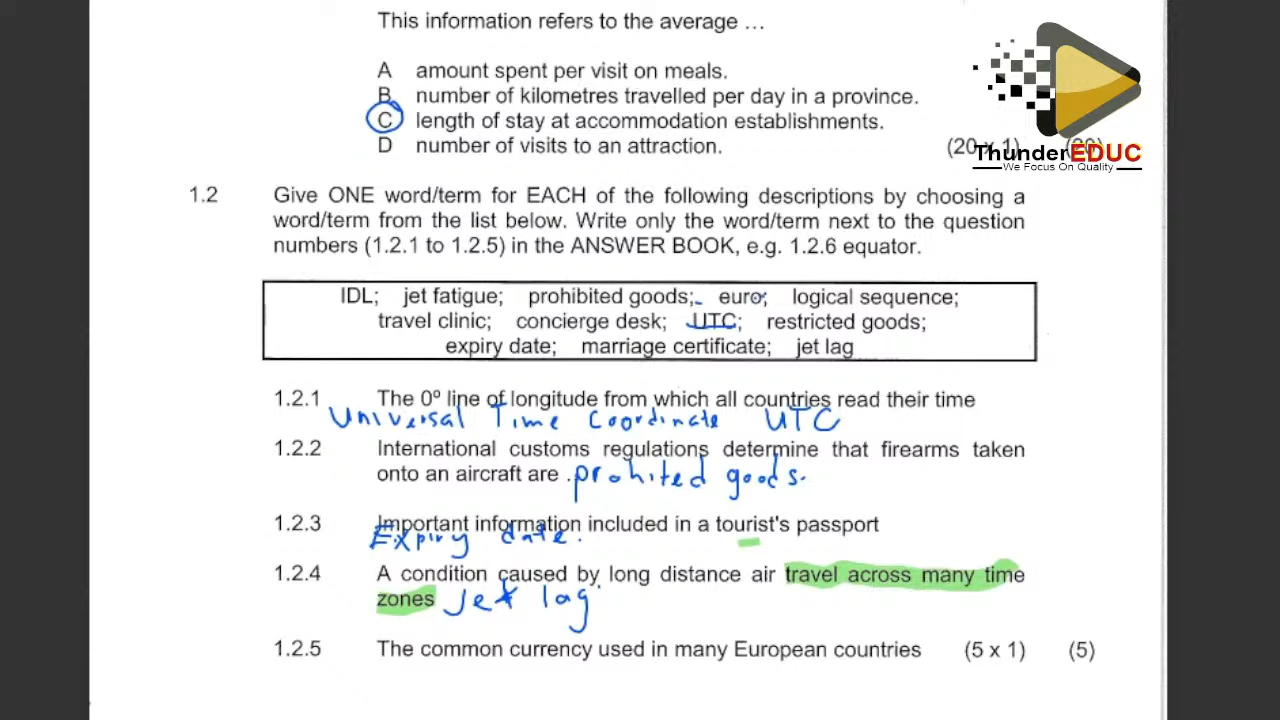 This information refers to the average …
A amount spent per visit on meals.
B number of kilometres travelled per day in a province.
C length of stay at accommodation establishments.
D number of visits to an attraction. (20 x 1) (20)
ThunderEDUC
We Focus On Quality
1.2 Give ONE word/term for EACH of the following descriptions by choosing a
word/term from the list below. Write only the word/term next to the question
numbers (1.2.1 to 1.2.5) in the ANSWER BOOK, e.g. 1.2.6 equator.
IDL; jet fatigue; prohibited goods; euro; logical sequence;
travel clinic; concierge desk; UTC; restricted goods;
expiry date; marriage certificate; jet lag
1.2.1 The 0° line of longitude from which all countries read their time
Universal Time Coordinate UTC
1.2.2 International customs regulations determine that firearms taken
onto an aircraft are . prohited goods.
1.2.3 Important information included in a tourist's passport
Expiry date.
1.2.4 A condition caused by long distance air travel across many time
zones Jet lag
1.2.5 The common currency used in many European countries (5 x 1) (5)